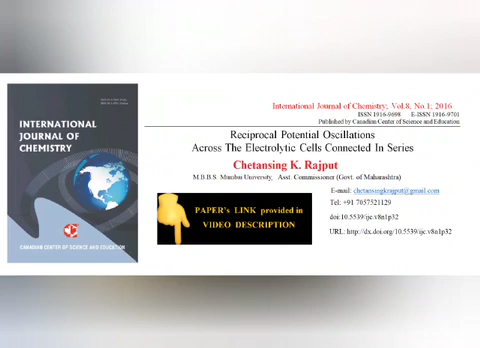 INTERNATIONAL
JOURNAL OF
CHEMISTRY
CANADIAN CENTER OF SCIENCE AND EDUCATION
International Journal of Chemistry; Vol.8, No.1; 2016
ISSN 1916-9698 E-ISSN 1916-9701
Published by Canadian Center of Science and Education
Reciprocal Potential Oscillations
Across The Electrolytic Cells Connected In Series
Chetansing K. Rajput
M.B.B.S. Mumbai University, Asst. Commissioner (Govt. of Maharashtra)
PAPER's LINK provided in
VIDEO DESCRIPTION
E-mail: chetansingkrajput@gmail.com
Tel: +91 7057521129
doi:10.5539/ijc.v8n1p32
URL: http://dx.doi.org/10.5539/ijc.v8n1p32